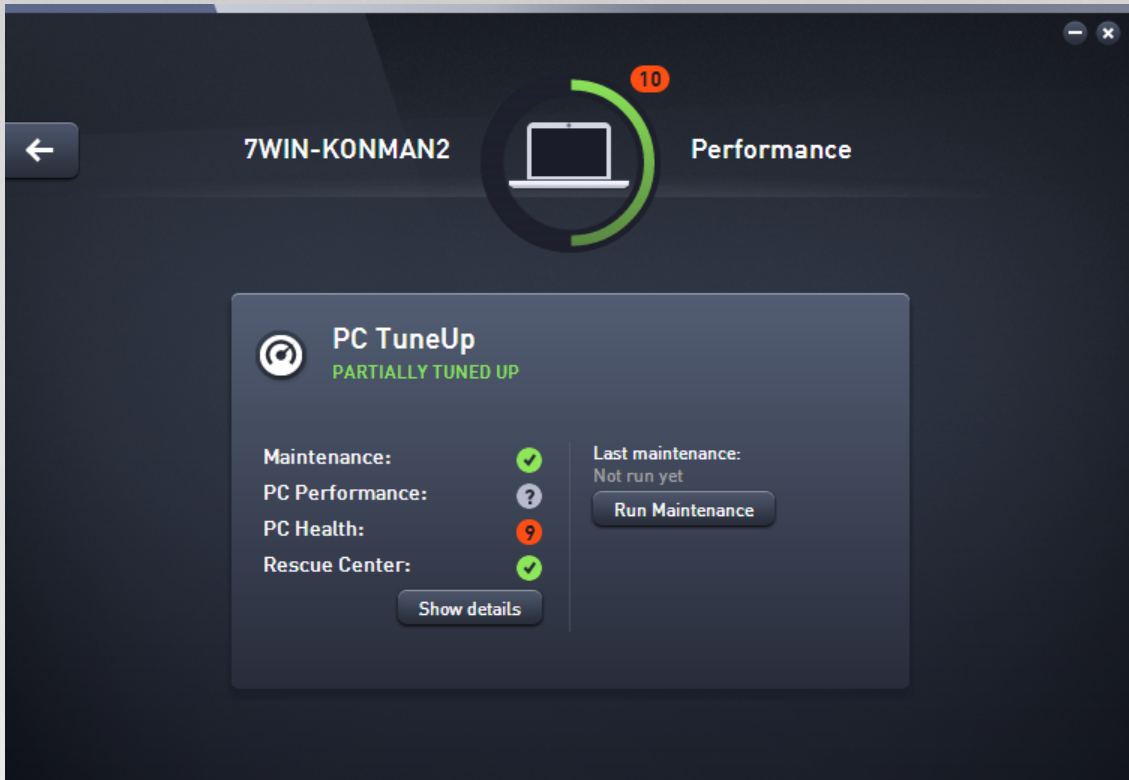 10
7WIN-KONMAN2
Performance
PC TuneUp
PARTIALLY TUNED UP
Maintenance:
PC Performance: ?
PC Health: 9
Rescue Center:
Show details
Last maintenance:
Not run yet
Run Maintenance